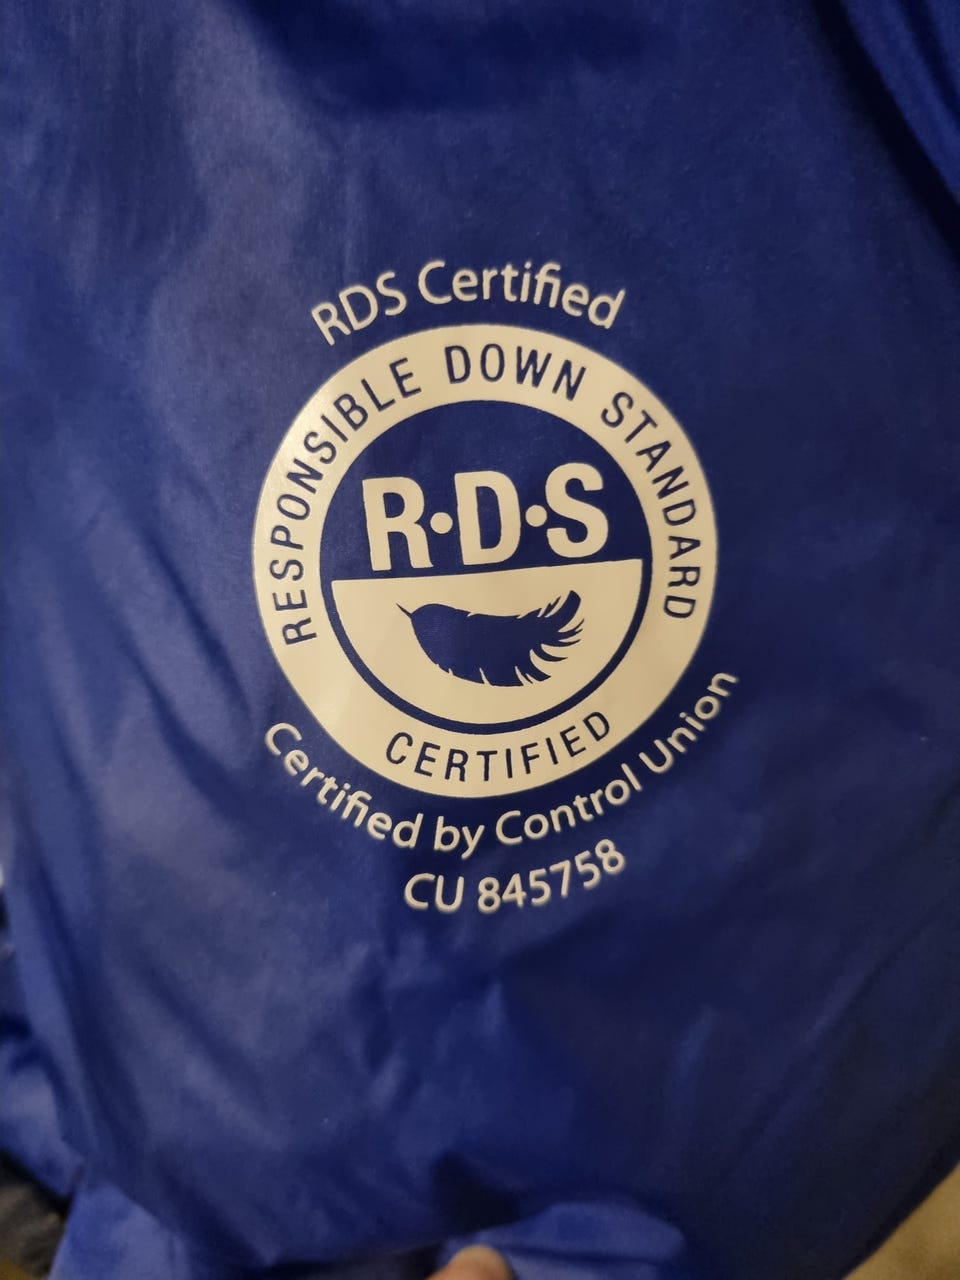 RDS Certified
RESPONSIBLE DOWN STANDARD
R·D·S
CERTIFIED
Certified by Control Union
CU 845758